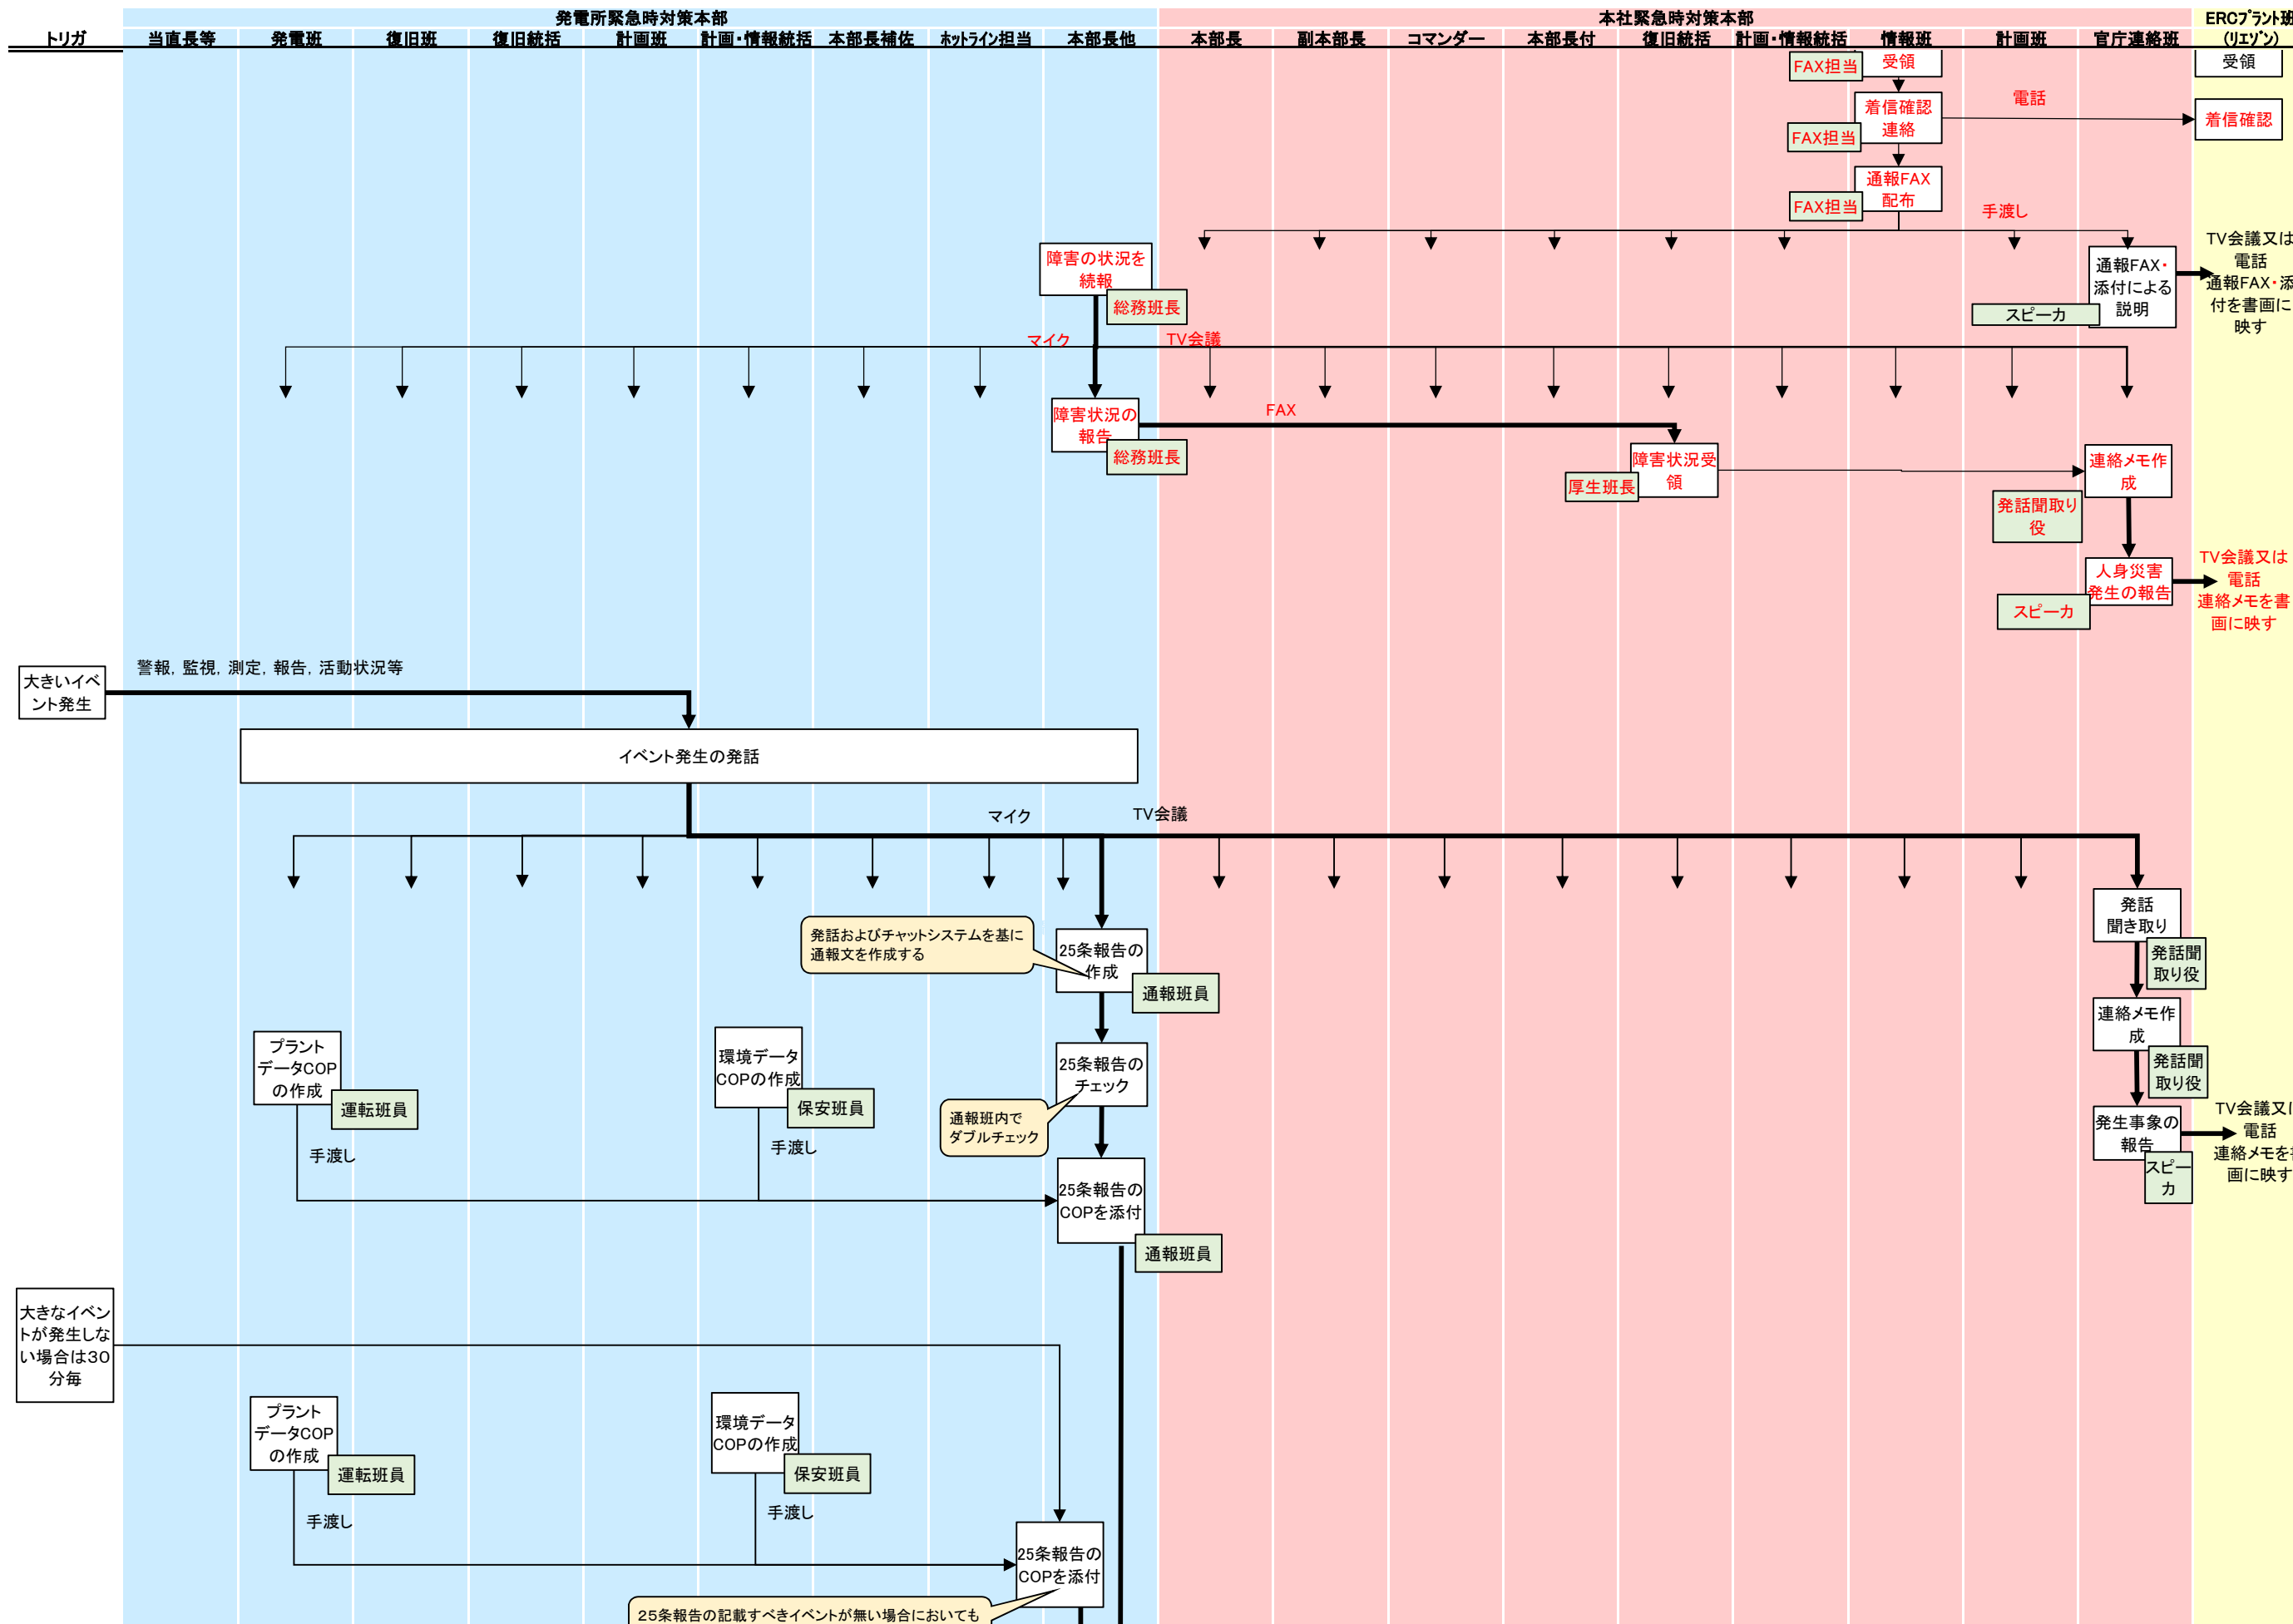 発電所緊急時対策本部
本社緊急時対策本部
ERCプラント班
トリガ
当直長等
発電班
復旧班
復旧統括
計画班
計画・情報統括
本部長補佐
ホットライン担当
本部長他
本部長
副本部長
コマンダー
本部長付
復旧統括
計画・情報統括
情報班
計画班
官庁連絡班
(リエゾン)
FAX担当
受領
受領
着信確認
連絡
FAX担当
電話
着信確認
通報FAX
配布
FAX担当
手渡し
障害の状況を
続報
総務班長
通報FAX・
添付による
説明
スピーカ
TV会議又は
電話
通報FAX・添
付を書画に
映す
マイク
TV会議
障害状況の
報告
総務班長
FAX
障害状況受
領
厚生班長
連絡メモ作
成
発話聞取り
役
人身災害
発生の報告
スピーカ
TV会議又は
電話
連絡メモを書
画に映す
大きいイベ
ント発生
警報，監視，測定，報告，活動状況等
イベント発生の発話
マイク
TV会議
発話
聞き取り
発話聞
取り役
発話およびチャットシステムを基に
通報文を作成する
25条報告の
作成
通報班員
連絡メモ作
成
発話聞
取り役
プラント
データCOP
の作成
運転班員
手渡し
環境データ
COPの作成
保安班員
手渡し
25条報告の
チェック
通報班内で
ダブルチェック
発生事象の
報告
スピー
カ
TV会議又
電話
連絡メモを
画に映す
25条報告の
COPを添付
通報班員
大きなイベン
トが発生しな
い場合は30
分毎
プラント
データCOP
の作成
運転班員
手渡し
環境データ
COPの作成
保安班員
手渡し
25条報告の
COPを添付
25条報告の記載すべきイベントが無い場合においても